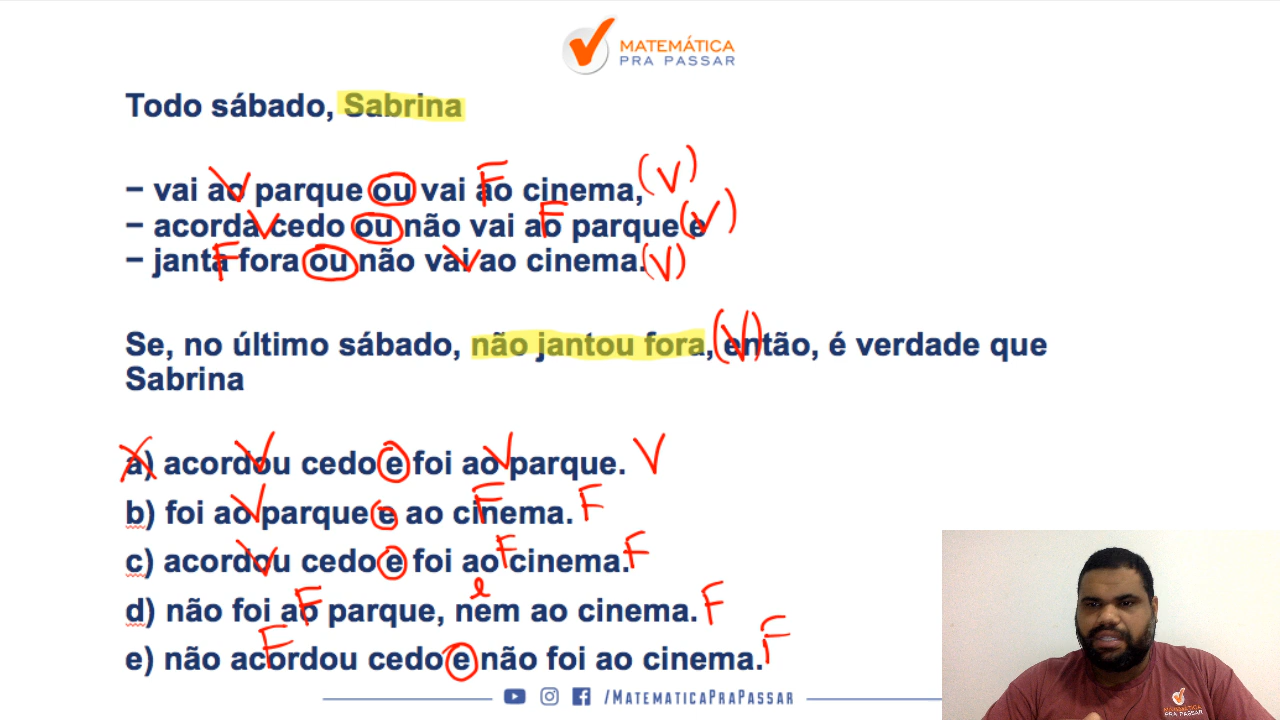 MATEMÁTICA
PRA PASSAR
Todo sábado, Sabrina
− vai ao parque ou vai ao cinema, V F (V)
− acorda cedo ou não vai ao parque e V F (V)
− janta fora ou não vai ao cinema. F V (V)
Se, no último sábado, não jantou fora, então, é verdade que (V)
Sabrina
a) acordou cedo e foi ao parque. V V V
b) foi ao parque e ao cinema. V F F
c) acordou cedo e foi ao cinema. V F F
d) não foi ao parque, nem ao cinema. F e F
e) não acordou cedo e não foi ao cinema. F F
/MATEMATICAPRAPASSAR
MATEMÁTICA
PRA PASSAR